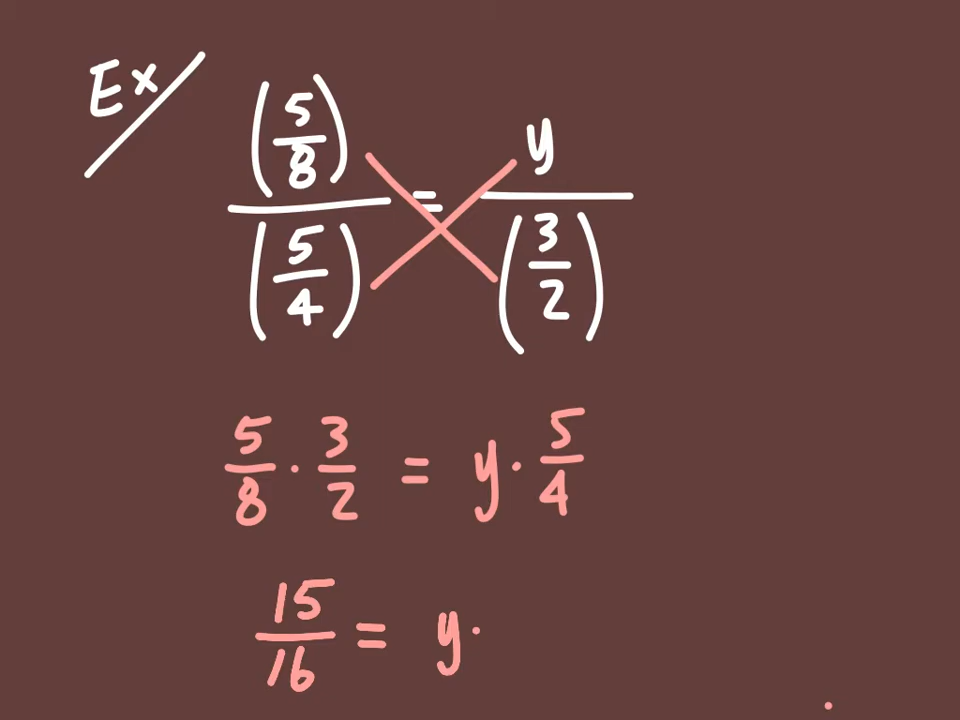 Ex/ (5/8)/(5/4) = y/(3/2)
5/8 · 3/2 = y · 5/4
15/16 = y ·